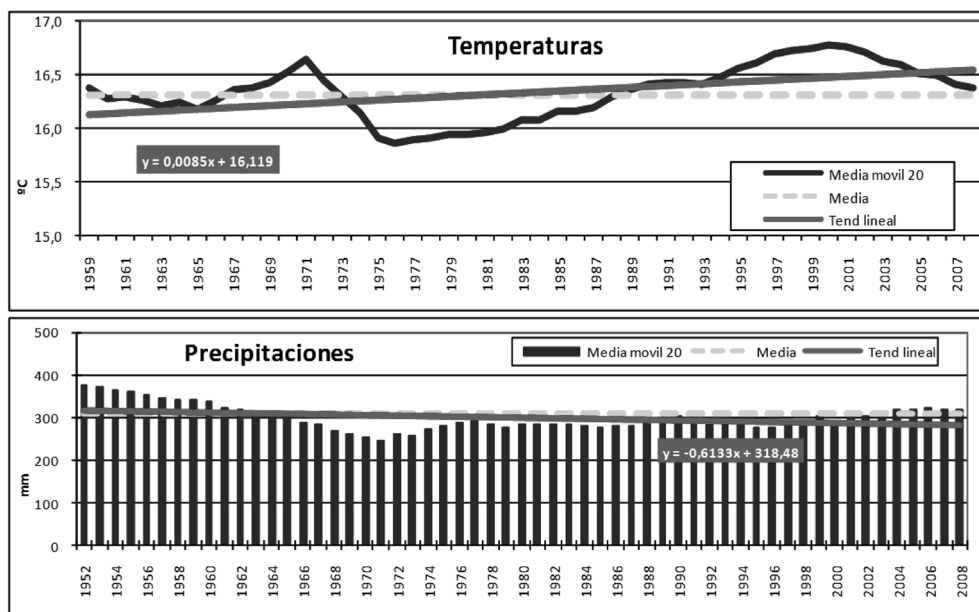 Temperaturas
17,0
16,5
16,0
15,5
15,0
ºC
y = 0,0085x + 16,119
Media movil 20
Media
Tend lineal
1959 1961 1963 1965 1967 1969 1971 1973 1975 1977 1979 1981 1983 1985 1987 1989 1991 1993 1995 1997 1999 2001 2003 2005 2007
Precipitaciones
Media movil 20 Media Tend lineal
500
400
300
200
100
0
mm
y = -0,6133x + 318,48
1952 1954 1956 1958 1960 1962 1964 1966 1968 1970 1972 1974 1976 1978 1980 1982 1984 1986 1988 1990 1992 1994 1996 1998 2000 2002 2004 2006 2008